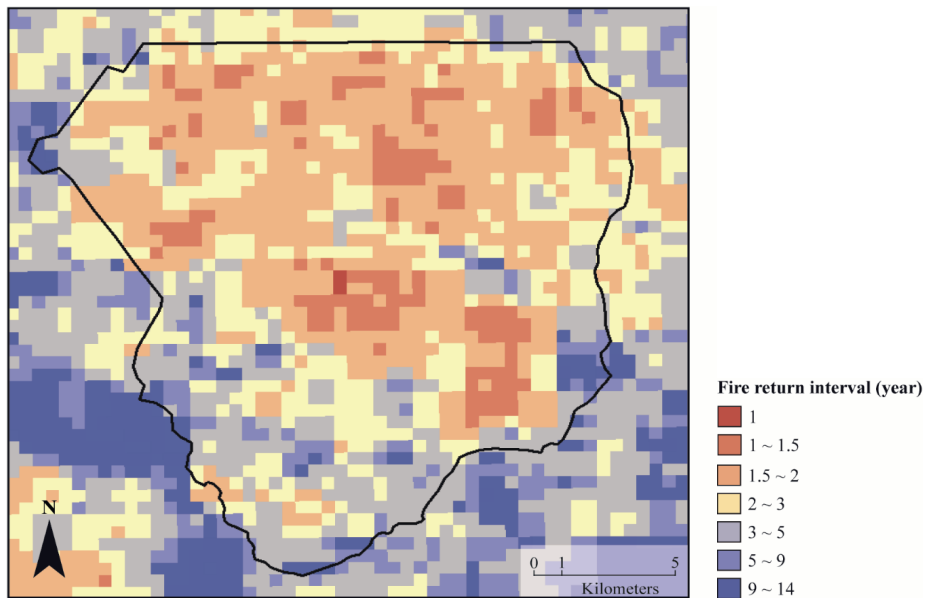 N
0 1 5
Kilometers
Fire return interval (year)
1
1 ~ 1.5
1.5 ~ 2
2 ~ 3
3 ~ 5
5 ~ 9
9 ~ 14